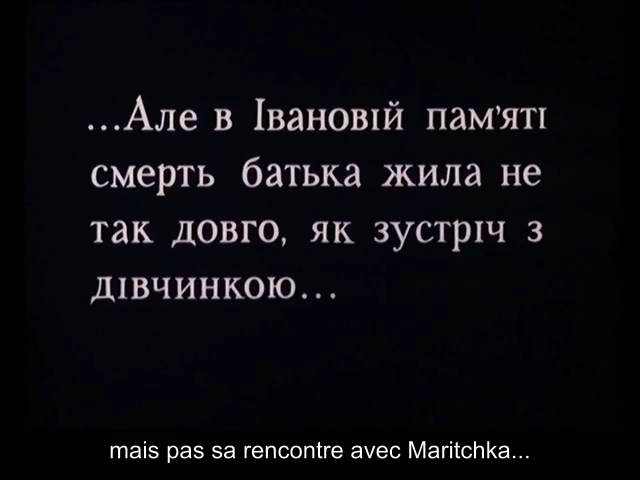 ...Але в Івановій пам'яті
смерть батька жила не
так довго, як зустріч з
дівчинкою...
mais pas sa rencontre avec Maritchka...